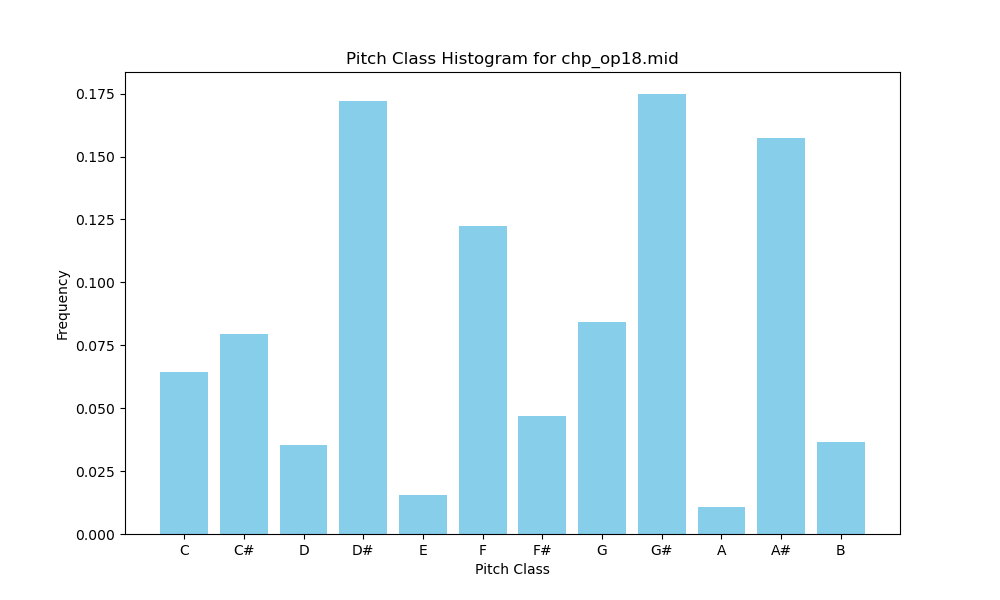 Pitch Class Histogram for chp_op18.mid
0.175
0.150
0.125
0.100
0.075
0.050
0.025
0.000
Frequency
C C# D D# E F F# G G# A A# B
Pitch Class